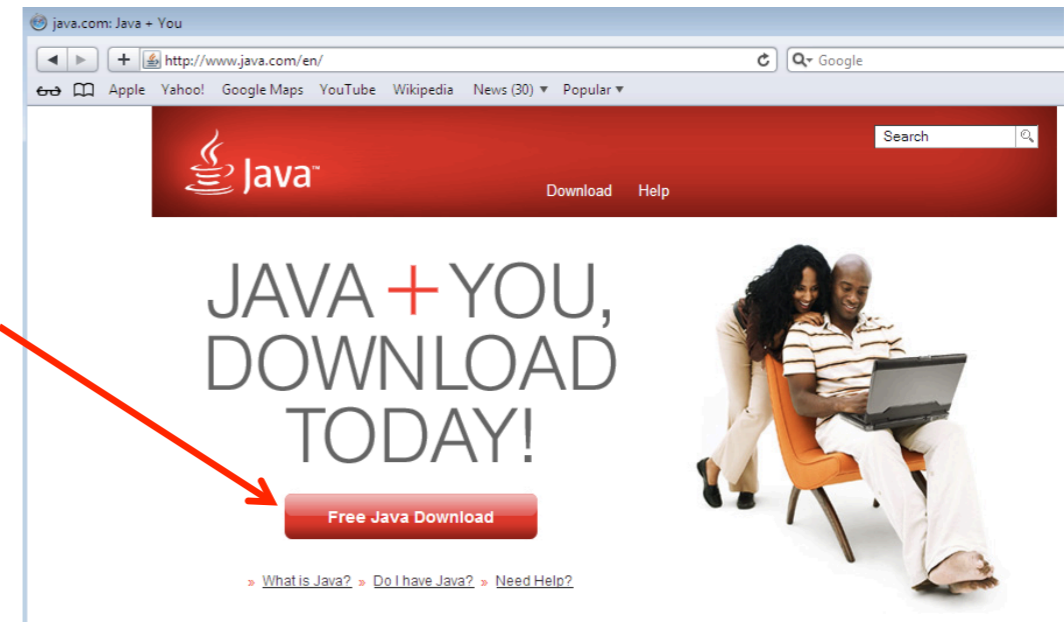 java.com: Java + You
http://www.java.com/en/
Google
Apple Yahoo! Google Maps YouTube Wikipedia News (30) ▼ Popular ▼
Search
Java™
Download Help
JAVA + YOU,
DOWNLOAD
TODAY!
Free Java Download
» What is Java? » Do I have Java? » Need Help?